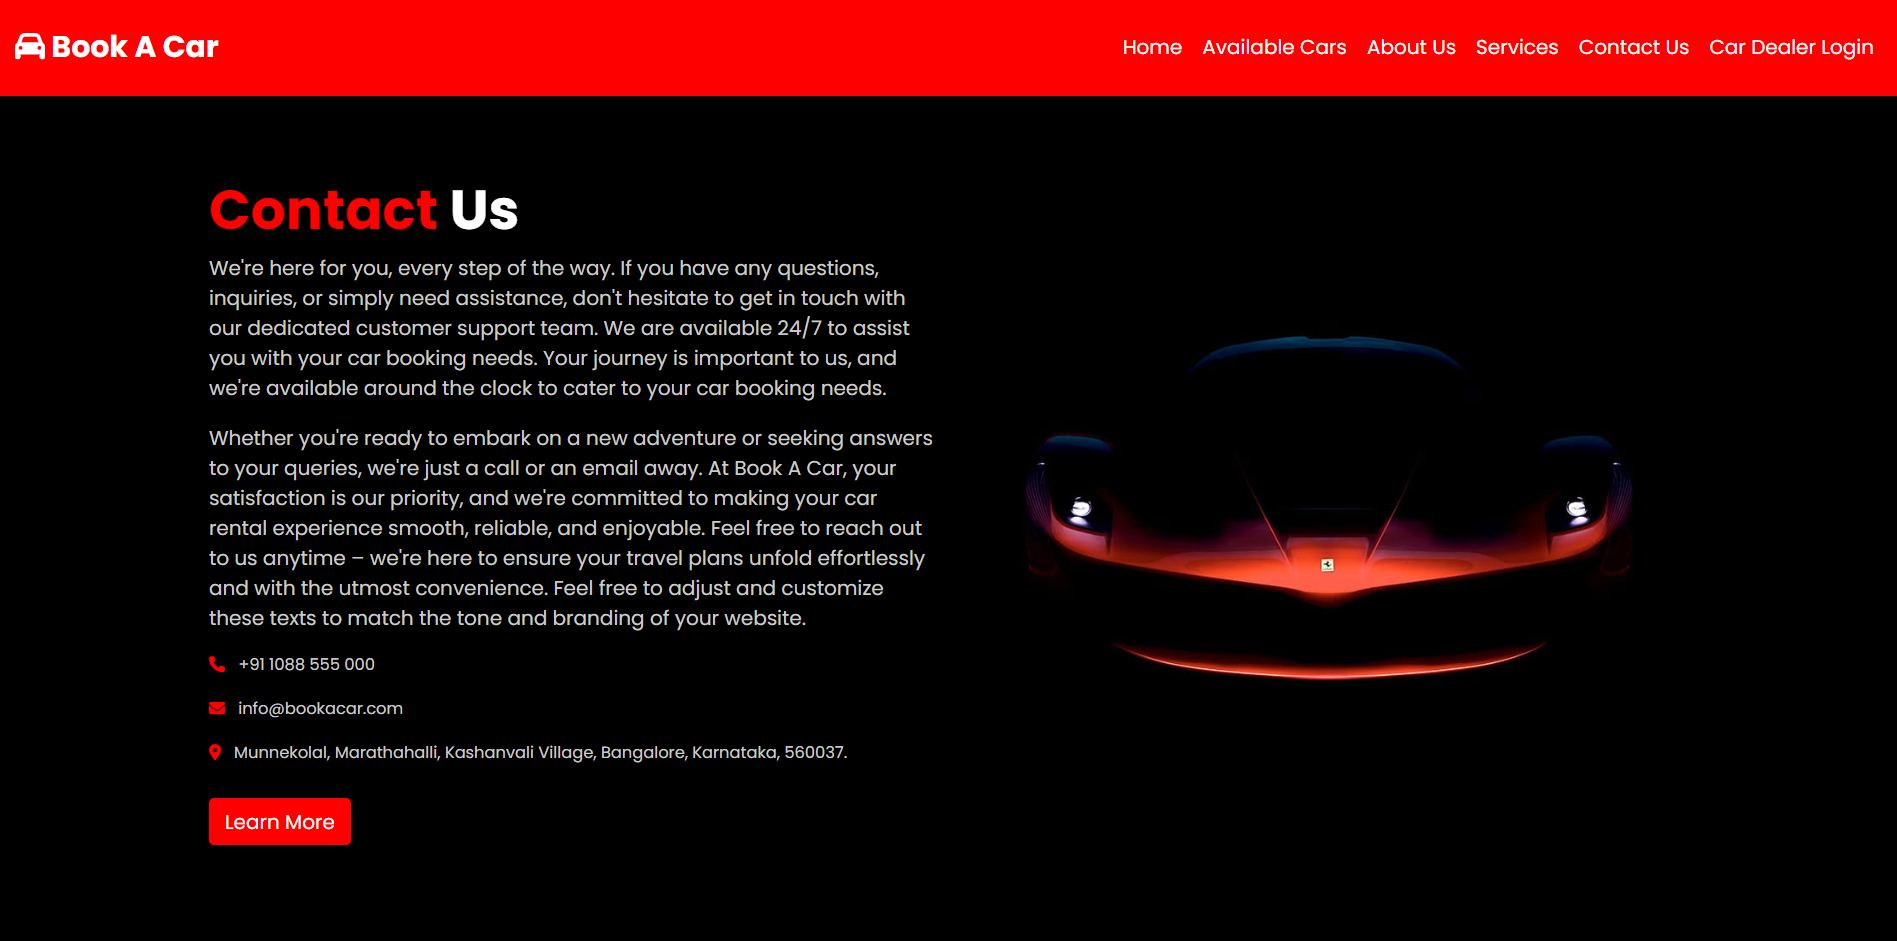 Book A Car
Home Available Cars About Us Services Contact Us Car Dealer Login
Contact Us
We're here for you, every step of the way. If you have any questions,
inquiries, or simply need assistance, don't hesitate to get in touch with
our dedicated customer support team. We are available 24/7 to assist
you with your car booking needs. Your journey is important to us, and
we're available around the clock to cater to your car booking needs.
Whether you're ready to embark on a new adventure or seeking answers
to your queries, we're just a call or an email away. At Book A Car, your
satisfaction is our priority, and we're committed to making your car
rental experience smooth, reliable, and enjoyable. Feel free to reach out
to us anytime – we're here to ensure your travel plans unfold effortlessly
and with the utmost convenience. Feel free to adjust and customize
these texts to match the tone and branding of your website.
+91 1088 555 000
info@bookacar.com
Munnekolal, Marathahalli, Kashanvali Village, Bangalore, Karnataka, 560037.
Learn More